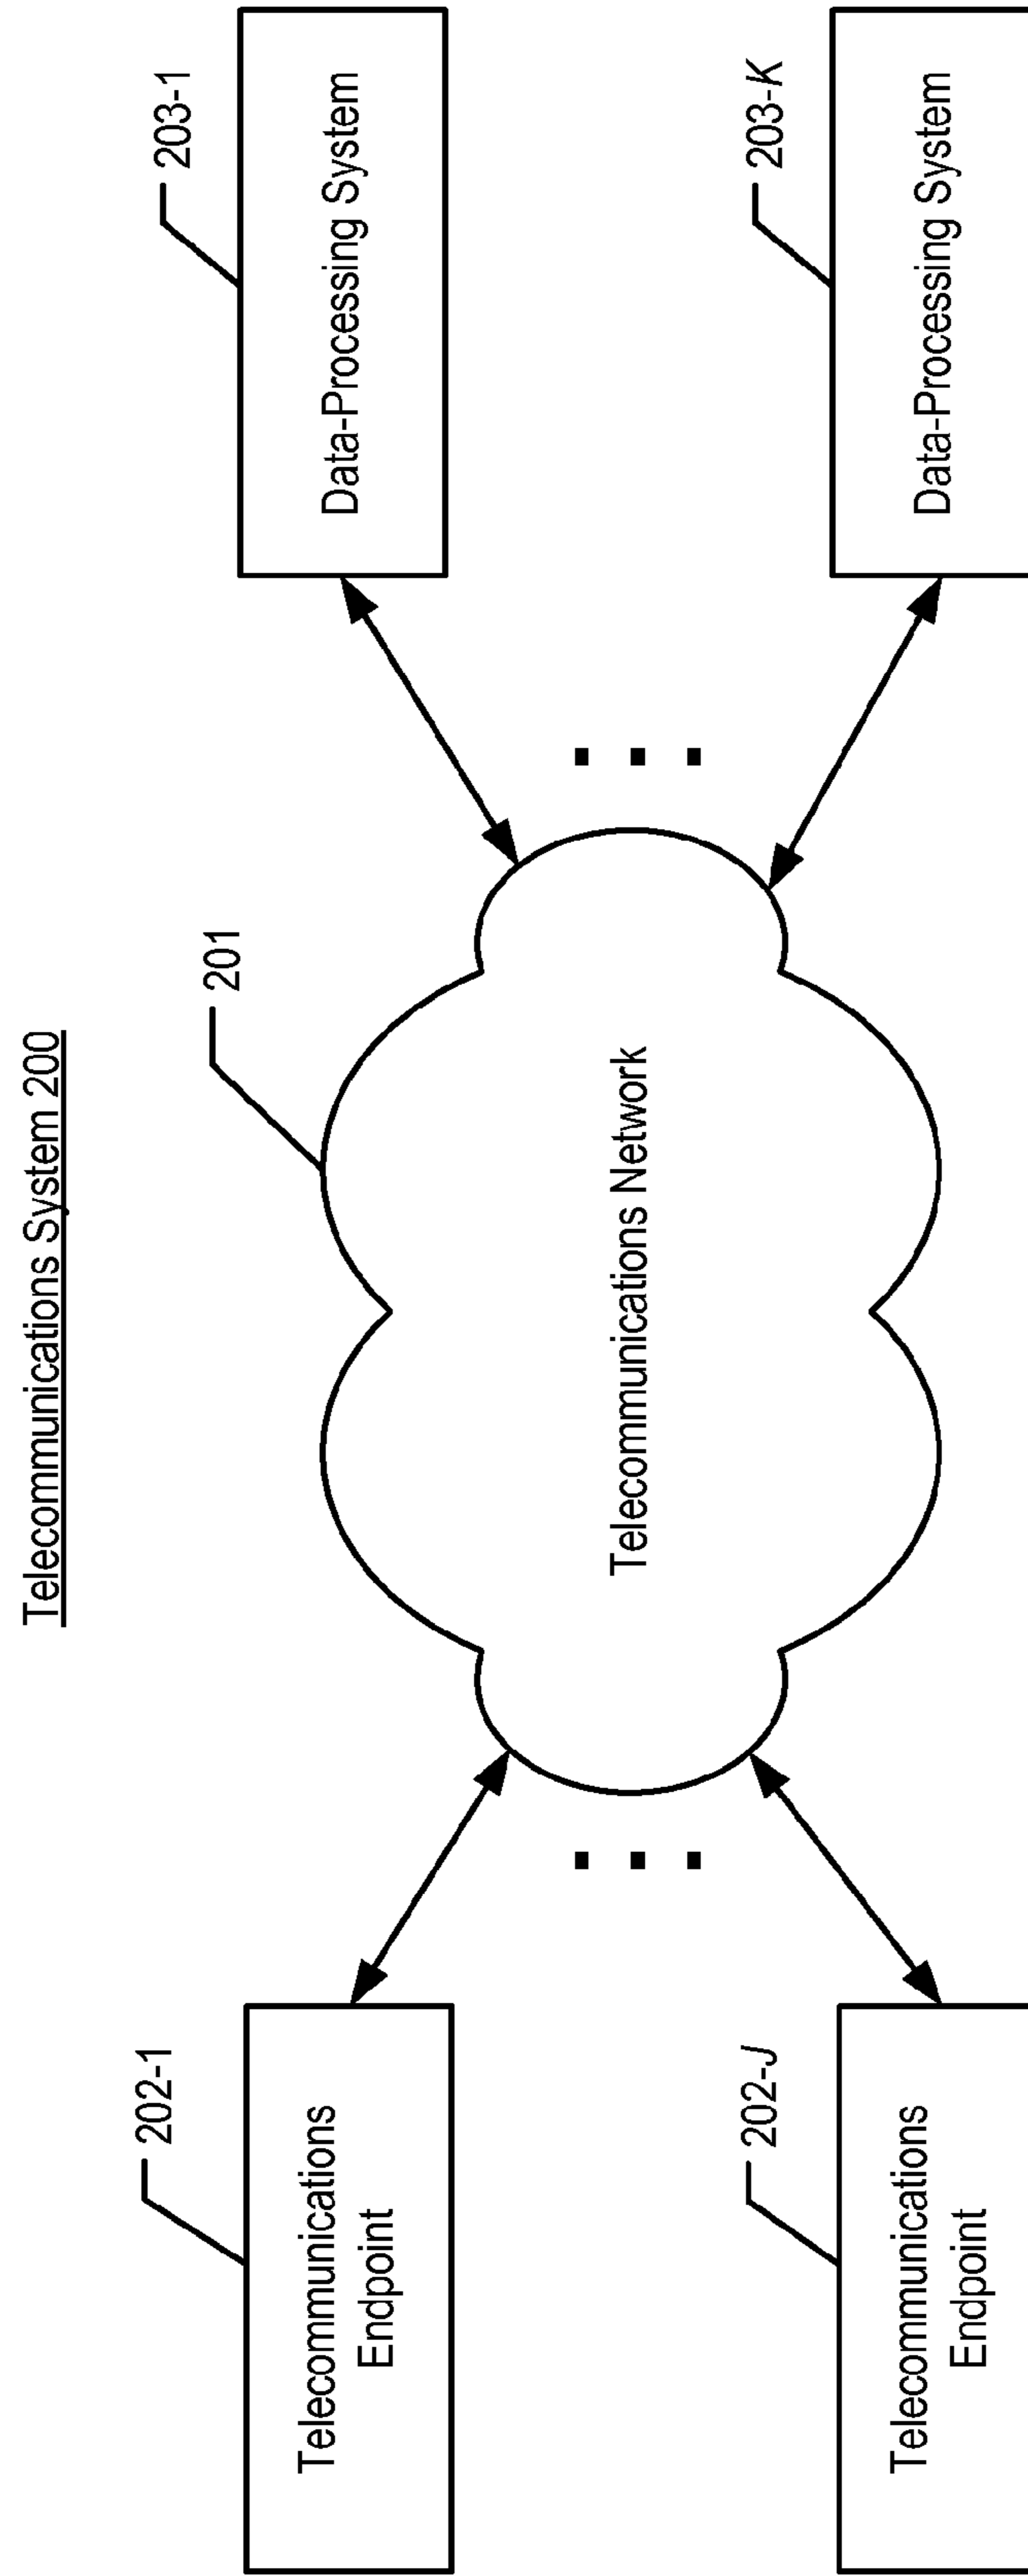 Telecommunications System 200
201
202-1
203-1
Telecommunications
Endpoint
Data-Processing System
Telecommunications Network
. . .
. . .
202-J
203-K
Telecommunications
Endpoint
Data-Processing System